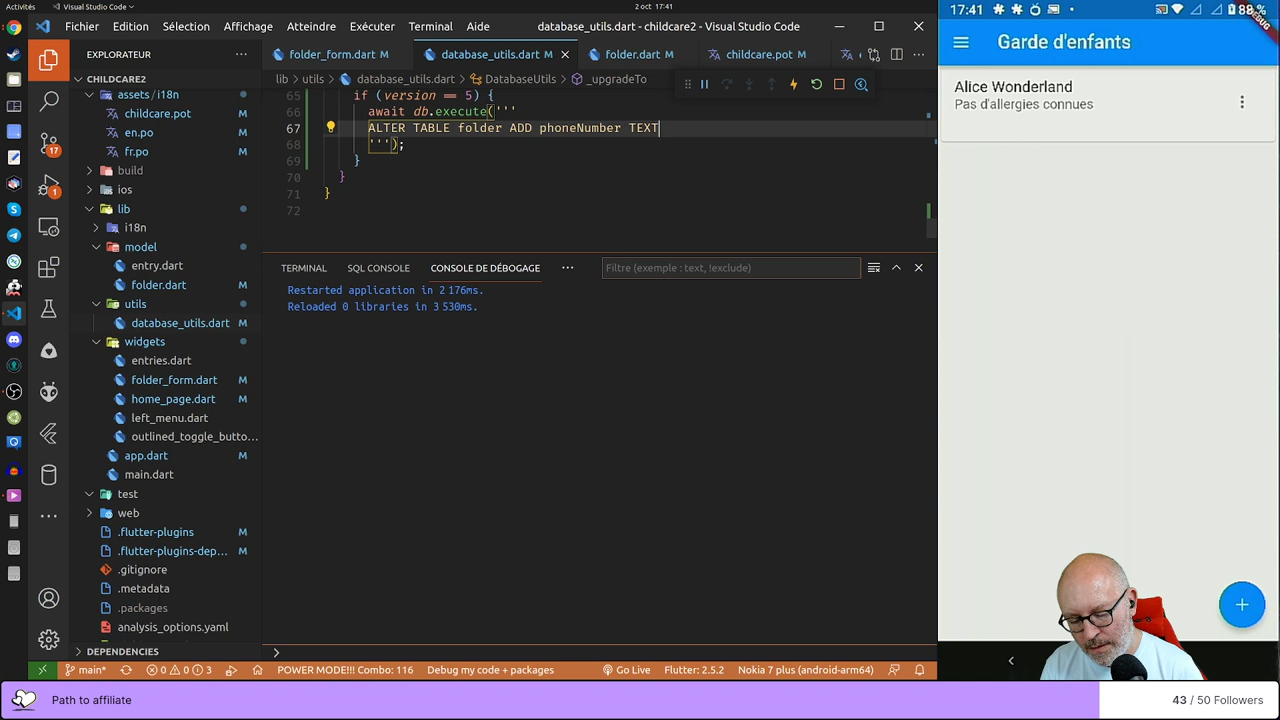 Activités
Visual Studio Code
2 oct 17:41
Fichier Edition Sélection Affichage Atteindre Exécuter Terminal Aide
database_utils.dart - childcare2 - Visual Studio Code
EXPLORATEUR
CHILDCARE2
assets/i18n
childcare.pot
en.po
fr.po
build
ios
lib
i18n
model
entry.dart
folder.dart M
utils
database_utils.dart M
widgets
entries.dart
folder_form.dart M
home_page.dart M
left_menu.dart
outlined_toggle_butto...
app.dart M
main.dart
test
web
.flutter-plugins M
.flutter-plugins-dep... M
.gitignore
.metadata
.packages
analysis_options.yaml
DEPENDENCIES
17
1
folder_form.dart M
database_utils.dart M
folder.dart M
childcare.pot M
lib > utils > database_utils.dart > DatabaseUtils > _upgradeTo
65 if (version == 5) {
66 await db.execute('''
67 ALTER TABLE folder ADD phoneNumber TEXT
68 ''');
69 }
70 }
71 }
72
TERMINAL SQL CONSOLE CONSOLE DE DÉBOGAGE
Filtre (exemple : text, !exclude)
Restarted application in 2 176ms.
Reloaded 0 libraries in 3 530ms.
main* 0 0 3 POWER MODE!!! Combo: 116 Debug my code + packages Go Live Flutter: 2.5.2 Nokia 7 plus (android-arm64)
17:41 88%
DEBUG
Garde d'enfants
Alice Wonderland
Pas d'allergies connues
Path to affiliate
43 / 50 Followers